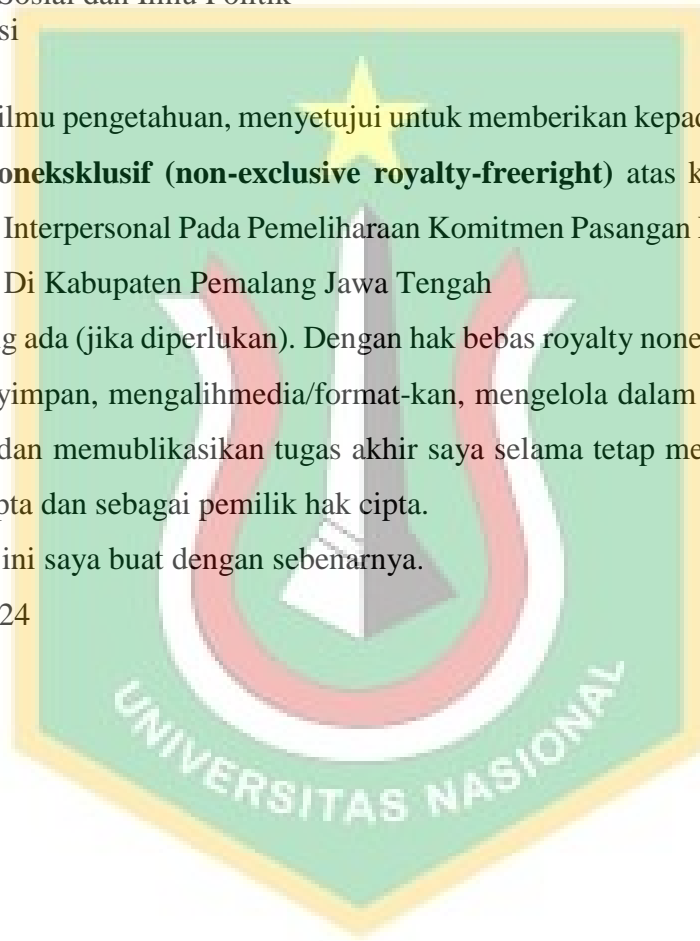 Sosial dan Ilmu Politik
si
ilmu pengetahuan, menyetujui untuk memberikan kepad
oneksklusif (non-exclusive royalty-freeright) atas k
Interpersonal Pada Pemeliharaan Komitmen Pasangan
Di Kabupaten Pemalang Jawa Tengah
g ada (jika diperlukan). Dengan hak bebas royalty none
yimpan, mengalihmedia/format-kan, mengelola dalam
dan memublikasikan tugas akhir saya selama tetap me
pta dan sebagai pemilik hak cipta.
ini saya buat dengan sebenarnya.
24
UNIVERSITAS NASIONAL